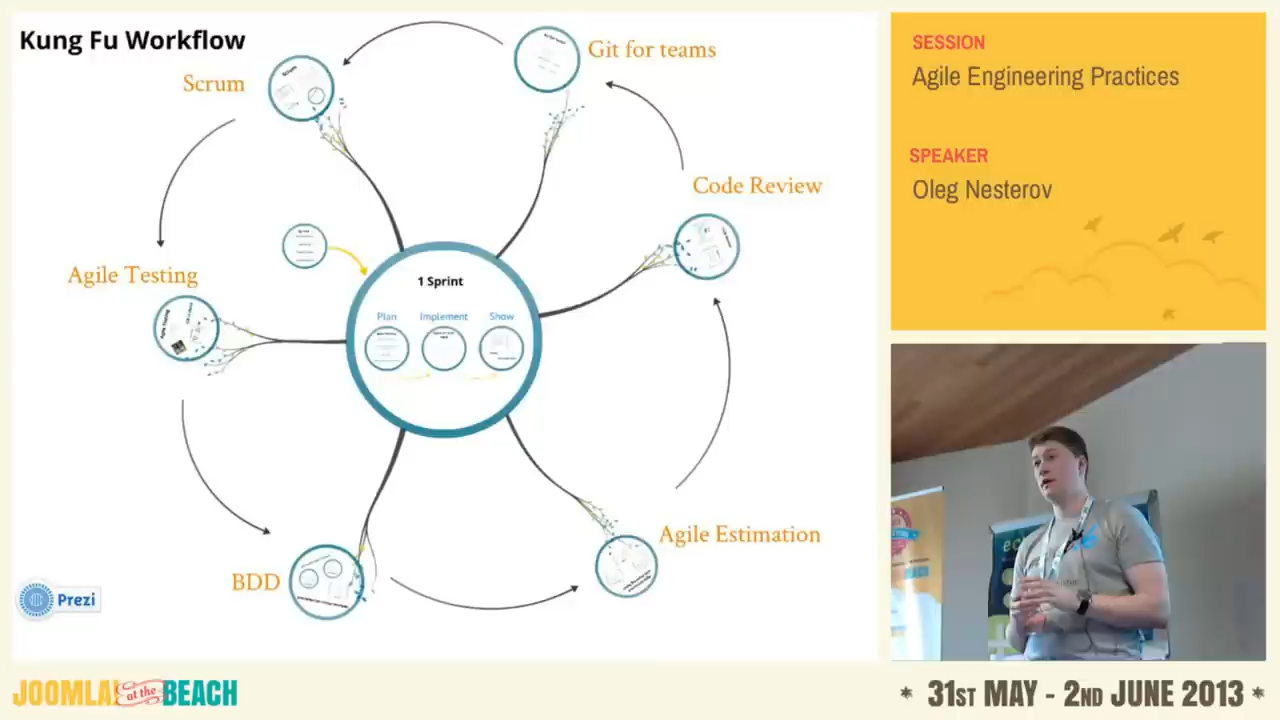 Kung Fu Workflow
Git for teams
Scrum
Code Review
Agile Testing
1 Sprint
Plan
Implement
Show
Agile Estimation
BDD
Prezi
SESSION
Agile Engineering Practices
SPEAKER
Oleg Nesterov
JOOMLA! at the BEACH
* 31ST MAY - 2ND JUNE 2013 *